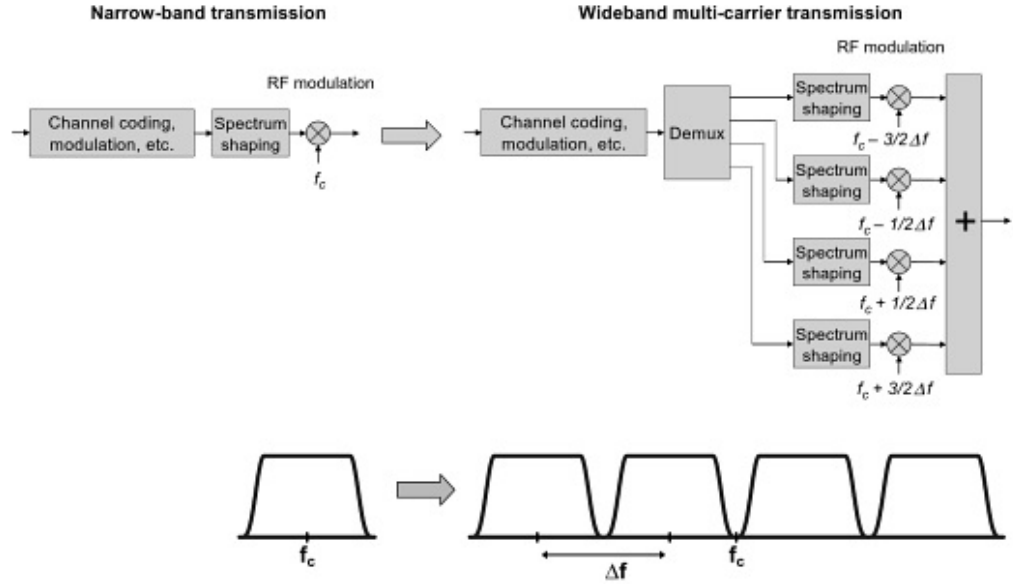 Narrow-band transmission
Wideband multi-carrier transmission
RF modulation
Channel coding,
modulation, etc.
Spectrum
shaping
f_c
RF modulation
Channel coding,
modulation, etc.
Demux
Spectrum
shaping
f_c – 3/2 Δf
Spectrum
shaping
f_c – 1/2 Δf
Spectrum
shaping
f_c + 1/2 Δf
Spectrum
shaping
f_c + 3/2 Δf
+
f_c
Δf
f_c